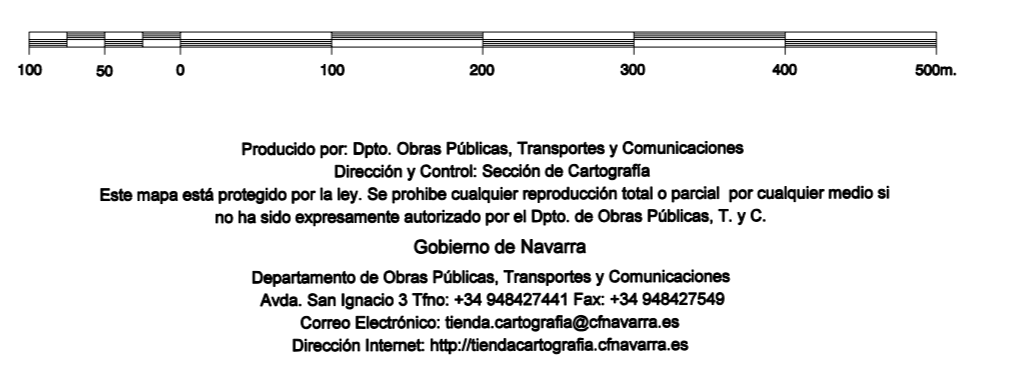 100 50 0 100 200 300 400 500m.
Producido por: Dpto. Obras Públicas, Transportes y Comunicaciones
Dirección y Control: Sección de Cartografía
Este mapa está protegido por la ley. Se prohibe cualquier reproducción total o parcial por cualquier medio si
no ha sido expresamente autorizado por el Dpto. de Obras Públicas, T. y C.
Gobierno de Navarra
Departamento de Obras Públicas, Transportes y Comunicaciones
Avda. San Ignacio 3 Tfno: +34 948427441 Fax: +34 948427549
Correo Electrónico: tienda.cartografia@cfnavarra.es
Dirección Internet: http://tiendacartografia.cfnavarra.es